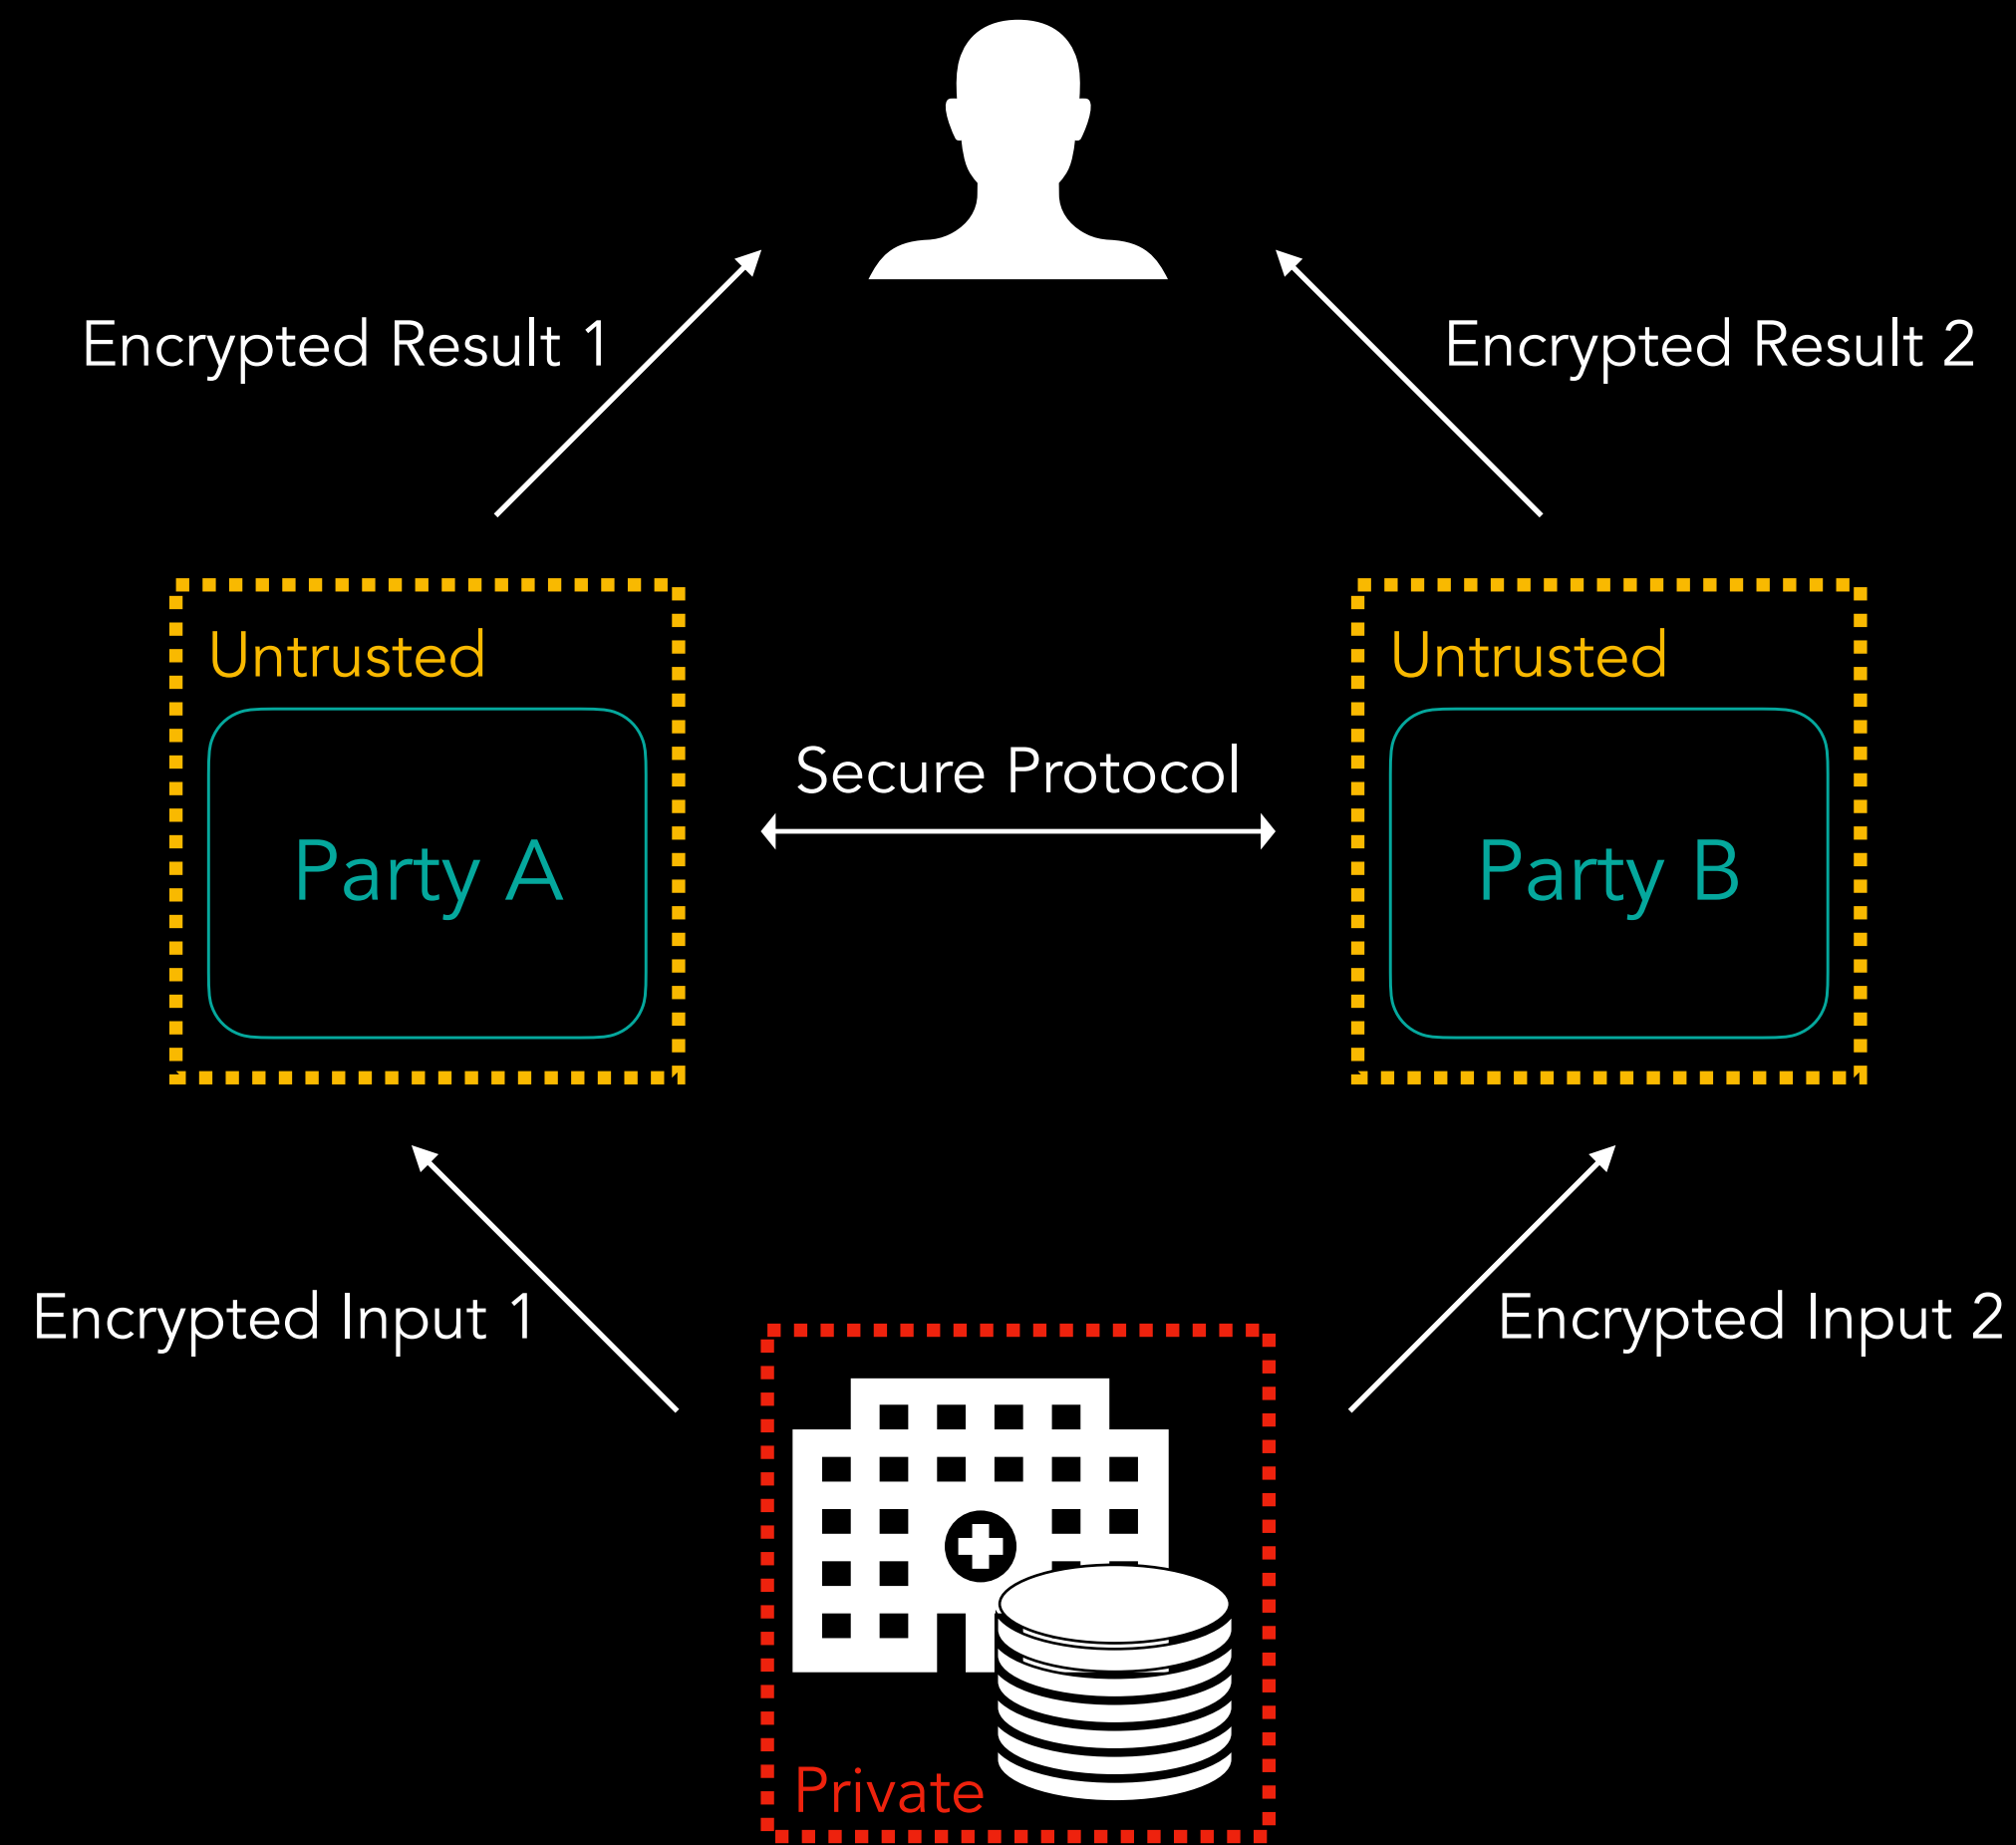 Encrypted Result 1
Encrypted Result 2
Untrusted
Untrusted
Secure Protocol
Party A
Party B
Encrypted Input 1
Encrypted Input 2
Private